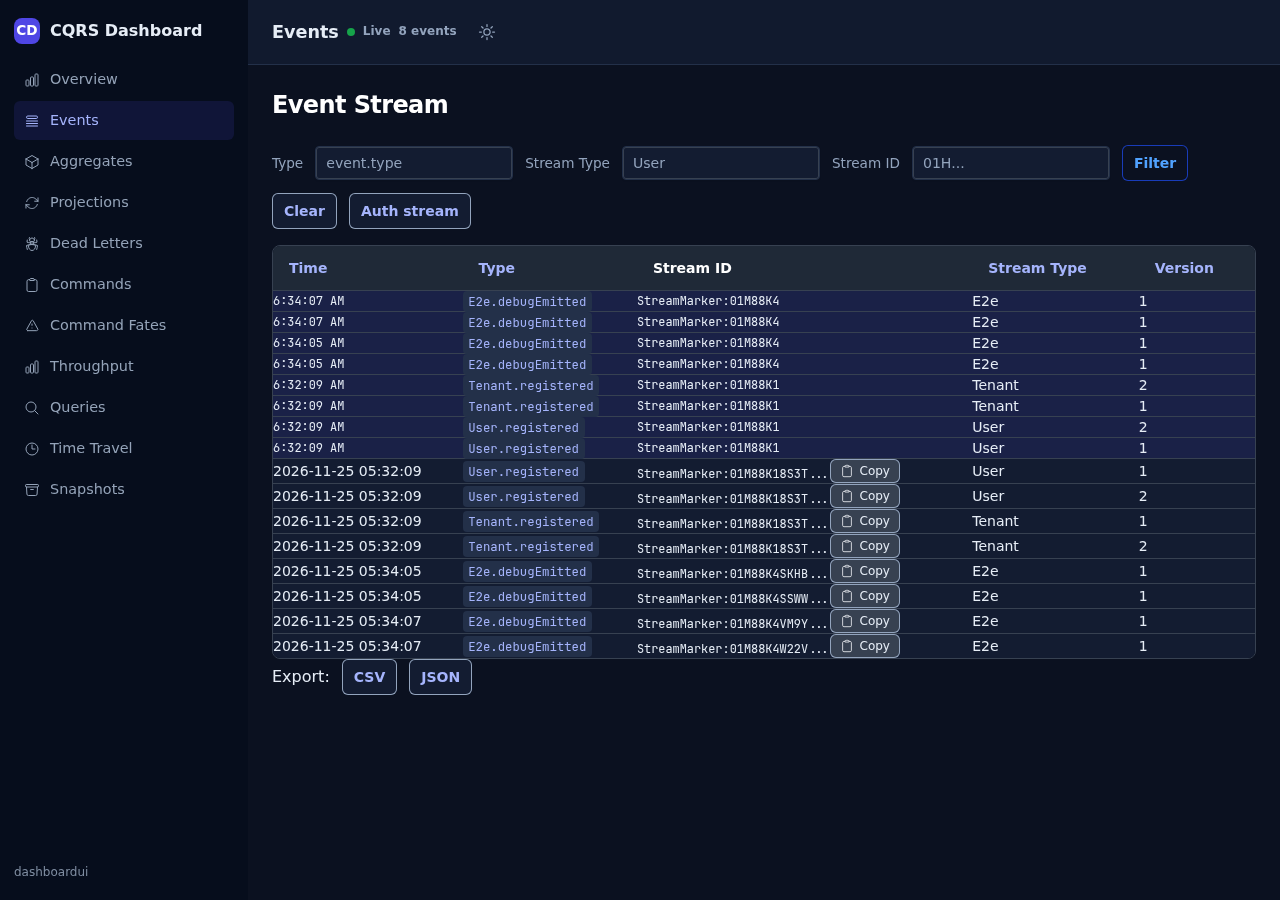 CD CQRS Dashboard
Overview
Events
Aggregates
Projections
Dead Letters
Commands
Command Fates
Throughput
Queries
Time Travel
Snapshots
dashboardui
Events Live 8 events
Event Stream
Type event.type Stream Type User Stream ID 01H... Filter
Clear Auth stream
Time Type Stream ID Stream Type Version
6:34:07 AM E2e.debugEmitted StreamMarker:01M88K4 E2e 1
6:34:07 AM E2e.debugEmitted StreamMarker:01M88K4 E2e 1
6:34:05 AM E2e.debugEmitted StreamMarker:01M88K4 E2e 1
6:34:05 AM E2e.debugEmitted StreamMarker:01M88K4 E2e 1
6:32:09 AM Tenant.registered StreamMarker:01M88K1 Tenant 2
6:32:09 AM Tenant.registered StreamMarker:01M88K1 Tenant 1
6:32:09 AM User.registered StreamMarker:01M88K1 User 2
6:32:09 AM User.registered StreamMarker:01M88K1 User 1
2026-11-25 05:32:09 User.registered StreamMarker:01M88K18S3T... Copy User 1
2026-11-25 05:32:09 User.registered StreamMarker:01M88K18S3T... Copy User 2
2026-11-25 05:32:09 Tenant.registered StreamMarker:01M88K18S3T... Copy Tenant 1
2026-11-25 05:32:09 Tenant.registered StreamMarker:01M88K18S3T... Copy Tenant 2
2026-11-25 05:34:05 E2e.debugEmitted StreamMarker:01M88K4SKHB... Copy E2e 1
2026-11-25 05:34:05 E2e.debugEmitted StreamMarker:01M88K4SSWW... Copy E2e 1
2026-11-25 05:34:07 E2e.debugEmitted StreamMarker:01M88K4VM9Y... Copy E2e 1
2026-11-25 05:34:07 E2e.debugEmitted StreamMarker:01M88K4W22V... Copy E2e 1
Export: CSV JSON